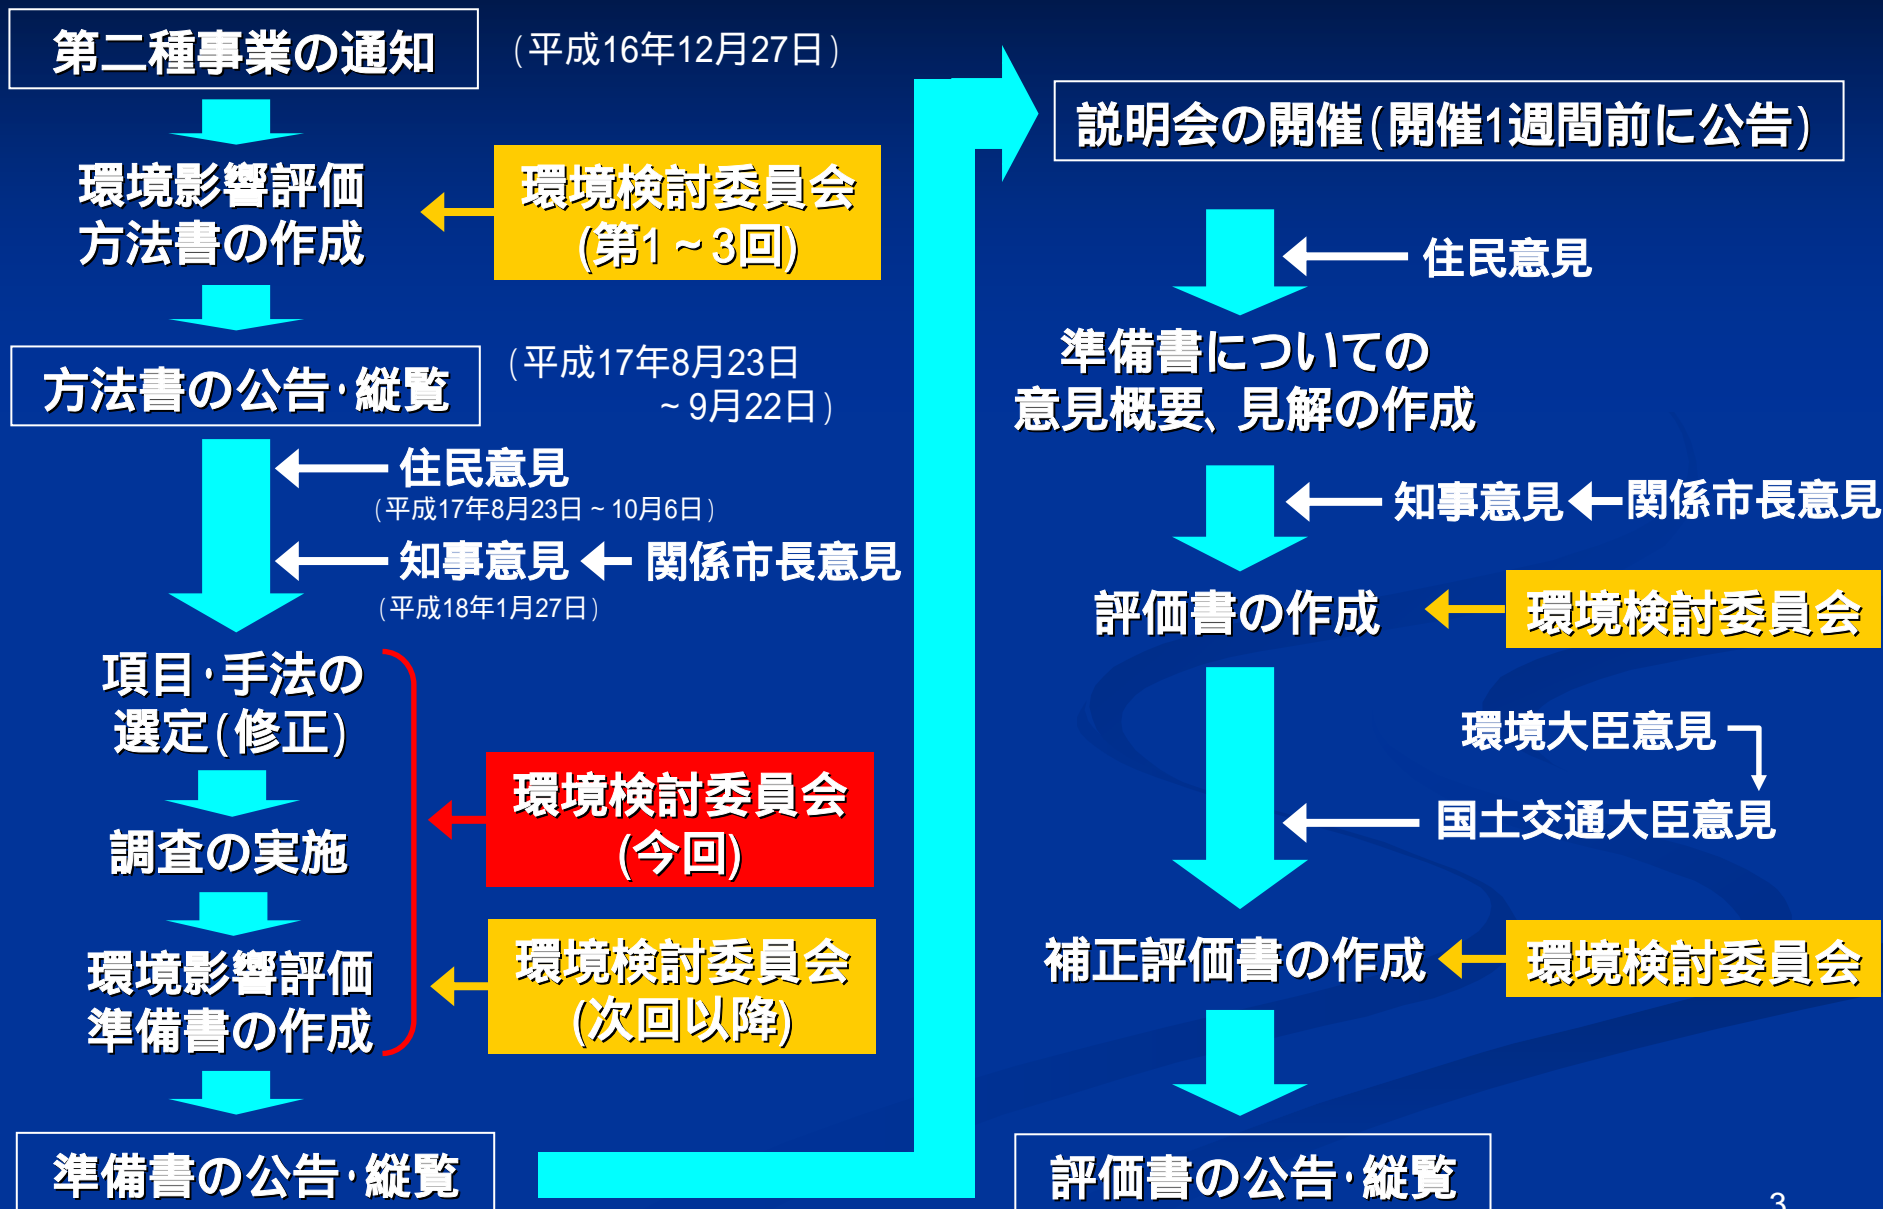 第二種事業の通知
(平成16年12月27日)
環境影響評価
方法書の作成
環境検討委員会
(第1~3回)
方法書の公告・縦覧
(平成17年8月23日
~9月22日)
住民意見
(平成17年8月23日~10月6日)
知事意見
関係市長意見
(平成18年1月27日)
項目・手法の
選定(修正)
環境検討委員会
(今回)
調査の実施
環境影響評価
準備書の作成
環境検討委員会
(次回以降)
準備書の公告・縦覧
説明会の開催(開催1週間前に公告)
住民意見
準備書についての
意見概要、見解の作成
知事意見
関係市長意見
評価書の作成
環境検討委員会
環境大臣意見
国土交通大臣意見
補正評価書の作成
環境検討委員会
評価書の公告・縦覧
3